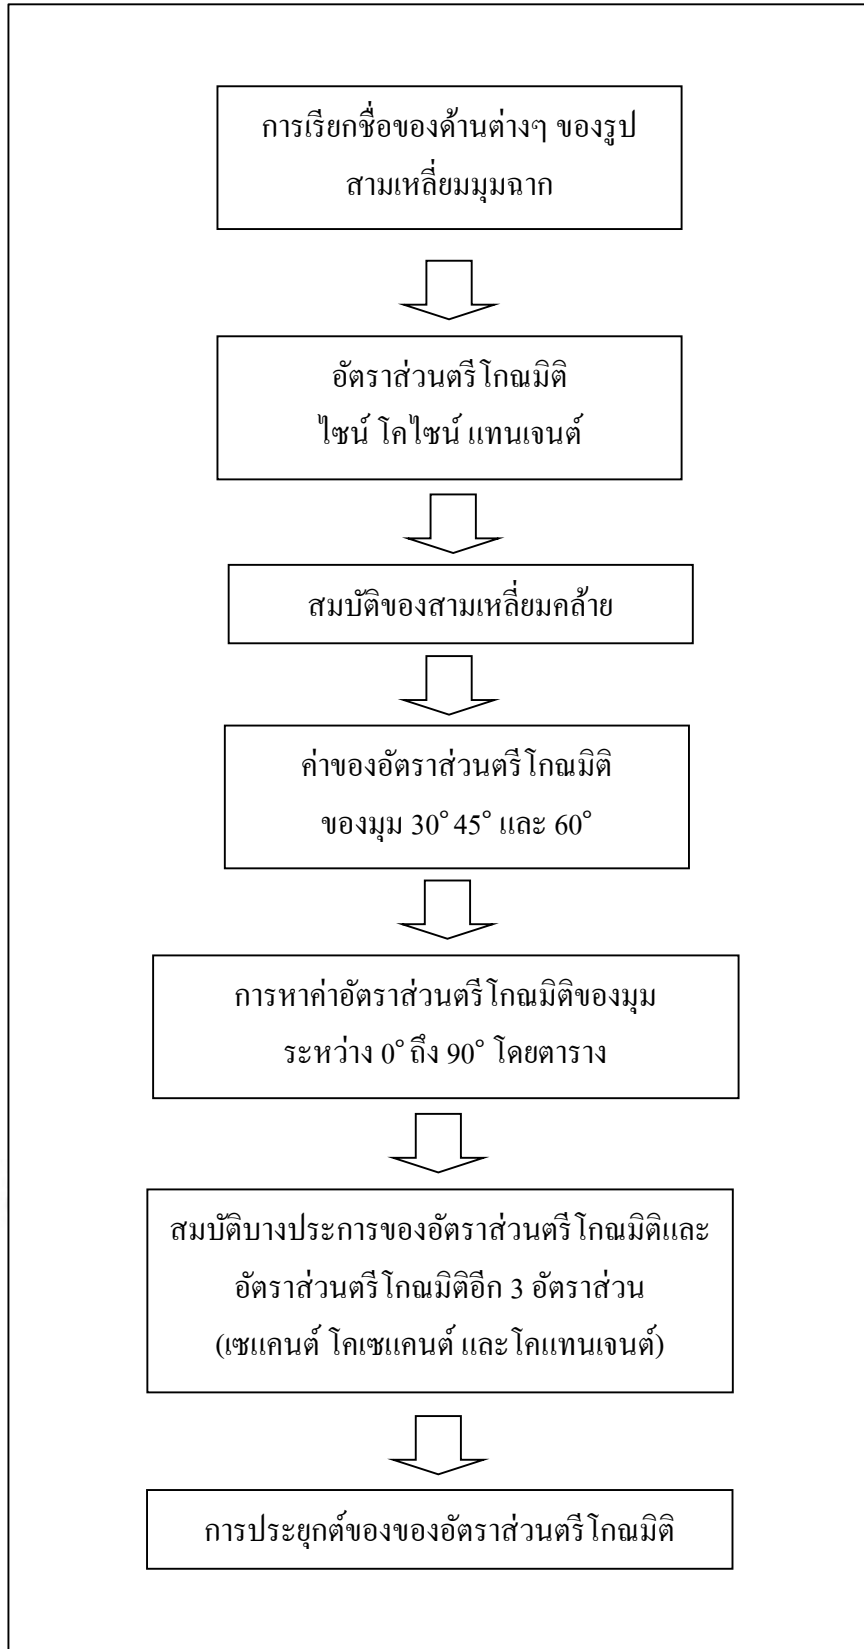 การเรียกชื่อของด้านต่างๆ ของรูป
สามเหลี่ยมมุมฉาก
อัตราส่วนตรีโกณมิติ
ไซน์ โคไซน์ แทนเจนต์
สมบัติของสามเหลี่ยมคล้าย
ค่าของอัตราส่วนตรีโกณมิติ
ของมุม 30° 45° และ 60°
การหาค่าอัตราส่วนตรีโกณมิติของมุม
ระหว่าง 0° ถึง 90° โดยตาราง
สมบัติบางประการของอัตราส่วนตรีโกณมิติและ
อัตราส่วนตรีโกณมิติอีก 3 อัตราส่วน
(เซแคนต์ โคเซแคนต์ และโคแทนเจนต์)
การประยุกต์ของของอัตราส่วนตรีโกณมิติ